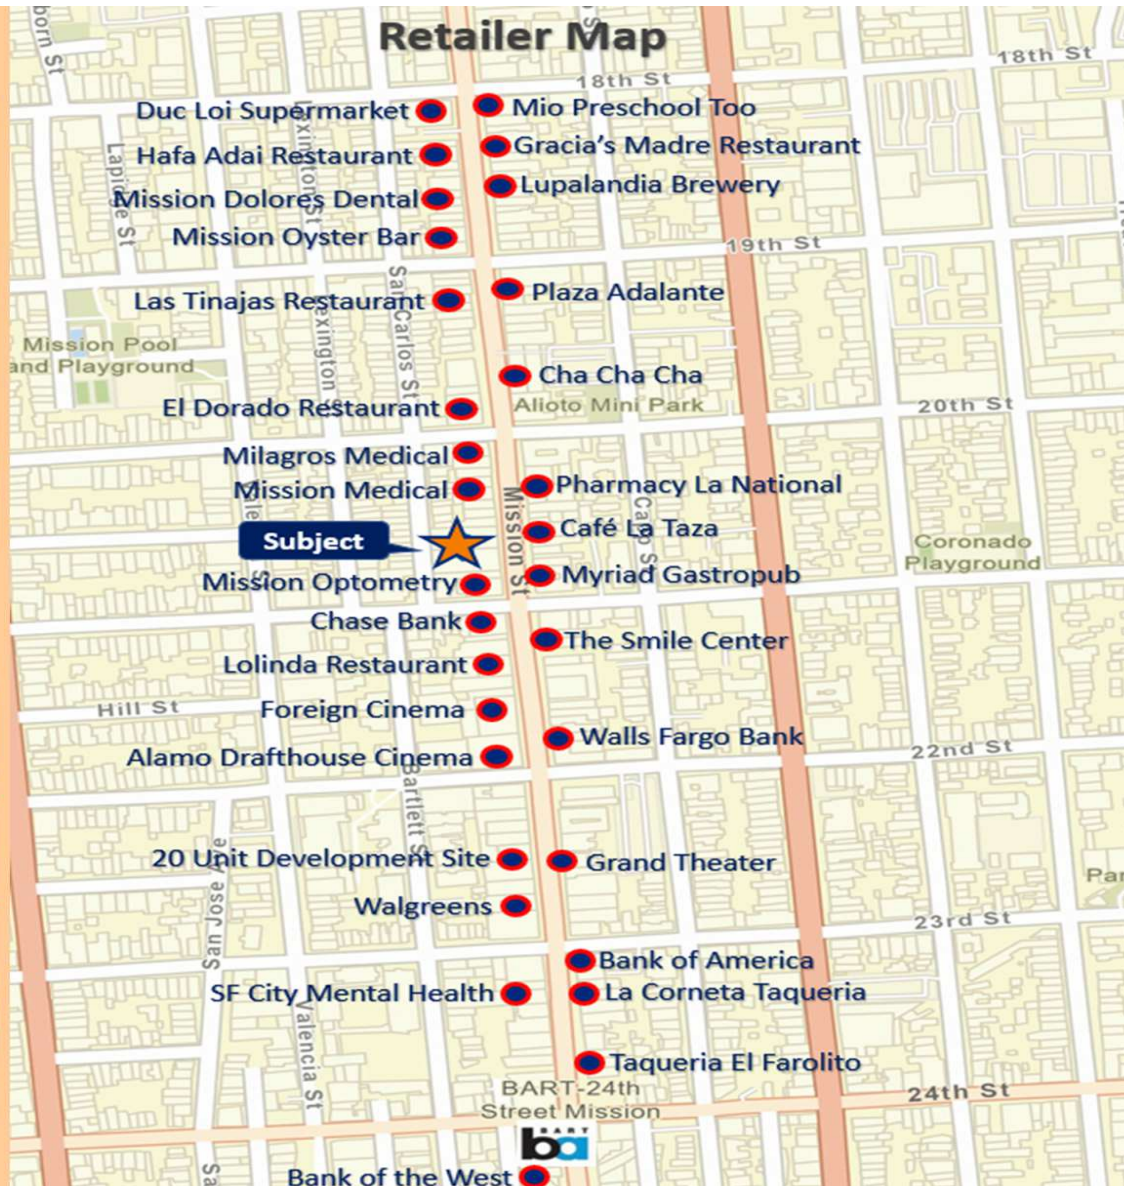 Retailer Map
18th St
18th St
Duc Loi Supermarket
Mio Preschool Too
Gracia's Madre Restaurant
Hafa Adai Restaurant
Lapidge St
Lexington St
Lupalandia Brewery
Mission Dolores Dental
Mission Oyster Bar
19th St
Las Tinajas Restaurant
Plaza Adalante
San Carlos St
Lexington S
Mission Pool
and Playground
Cha Cha Cha
El Dorado Restaurant
Alioto Mini Park
20th St
Milagros Medical
Mission Medical
Pharmacy La National
Mission St
Café La Taza
Subject
Coronado
Playground
Mission Optometry
Myriad Gastropub
Chase Bank
The Smile Center
Lolinda Restaurant
Hill St
Foreign Cinema
Walls Fargo Bank
22nd St
Alamo Drafthouse Cinema
Bartlett S
20 Unit Development Site
Grand Theater
San Jose Ave
Walgreens
23rd St
Bank of America
SF City Mental Health
La Corneta Taqueria
Valencia St
Taqueria El Farolito
BART-24th
Street Mission
24th St
BART
ba
Bank of the West